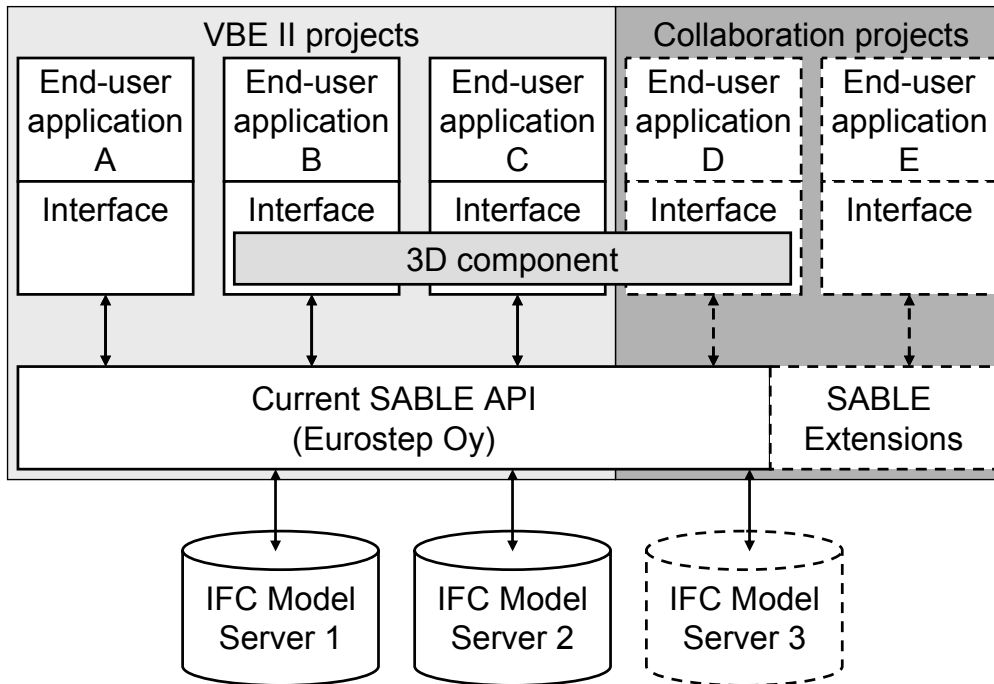 VBE II projects
Collaboration projects
End-user
application
A
End-user
application
B
End-user
application
C
End-user
application
D
End-user
application
E
Interface
Interface
Interface
Interface
Interface
3D component
Current SABLE API
(Eurostep Oy)
SABLE
Extensions
IFC Model
Server 1
IFC Model
Server 2
IFC Model
Server 3